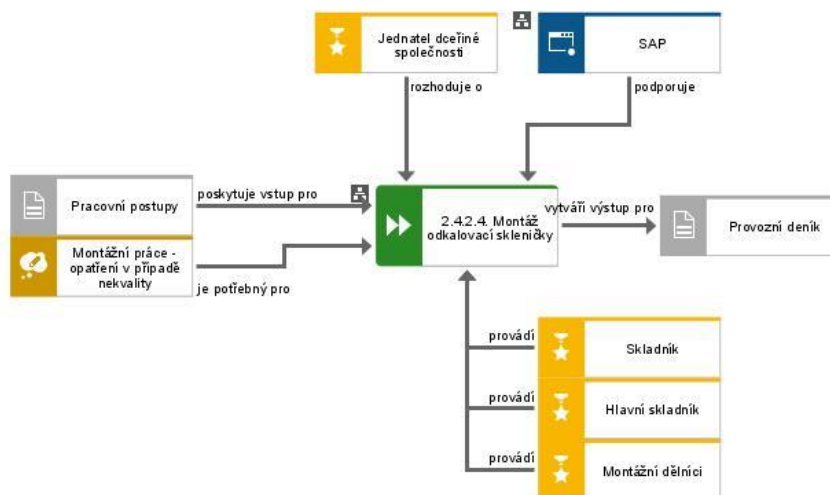 Jednatel dceřiné
společnosti
SAP
rozhoduje o
podporuje
Pracovní postupy
poskytuje vstup pro
2.4.2.4. Montáž
odkalovací skleničky
vytváří výstup pro
Provozní deník
Montážní práce -
opatření v případě
nekvality
je potřebný pro
provádí
Skladník
provádí
Hlavní skladník
provádí
Montážní dělníci